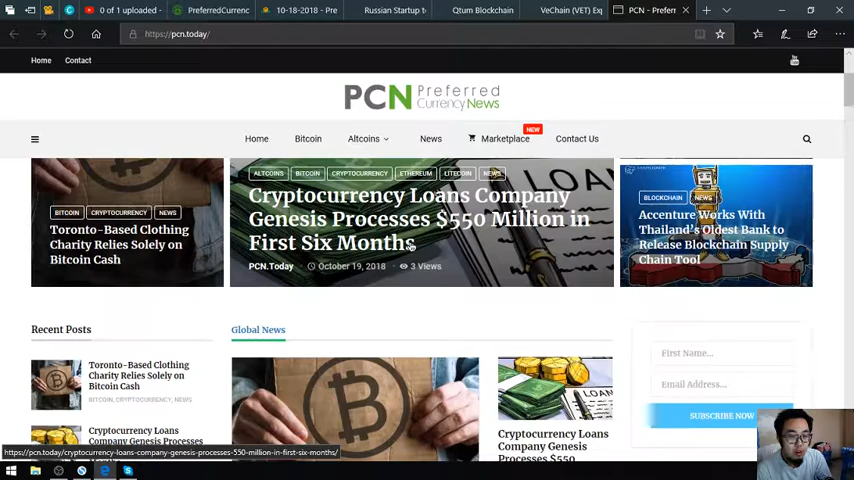 0 of 1 uploaded -
PreferredCurrenc
10-18-2018 - Pre
Russian Startup t
Qtum Blockchain
VeChain (VET) Eq
PCN - Preferr
https://pcn.today/
Home
Contact
You
PCN Preferred
Currency News
Home
Bitcoin
Altcoins
News
Marketplace
NEW
Contact Us
BITCOIN
CRYPTOCURRENCY
NEWS
Toronto-Based Clothing
Charity Relies Solely on
Bitcoin Cash
ALTCOINS
BITCOIN
CRYPTOCURRENCY
ETHEREUM
LITECOIN
NEWS
Cryptocurrency Loans Company
Genesis Processes $550 Million in
First Six Months
PCN.Today
October 19, 2018
3 Views
LOAN
BLOCKCHAIN
NEWS
Accenture Works With
Thailand's Oldest Bank to
Release Blockchain Supply
Chain Tool
Recent Posts
Toronto-Based Clothing
Charity Relies Solely on
Bitcoin Cash
BITCOIN, CRYPTOCURRENCY, NEWS
Cryptocurrency Loans
Company Genesis Processes
Global News
Cryptocurrency Loans
Company Genesis
Processes $550
First Name...
Email Address...
SUBSCRIBE NOW
https://pcn.today/cryptocurrency-loans-company-genesis-processes-550-million-in-first-six-months/